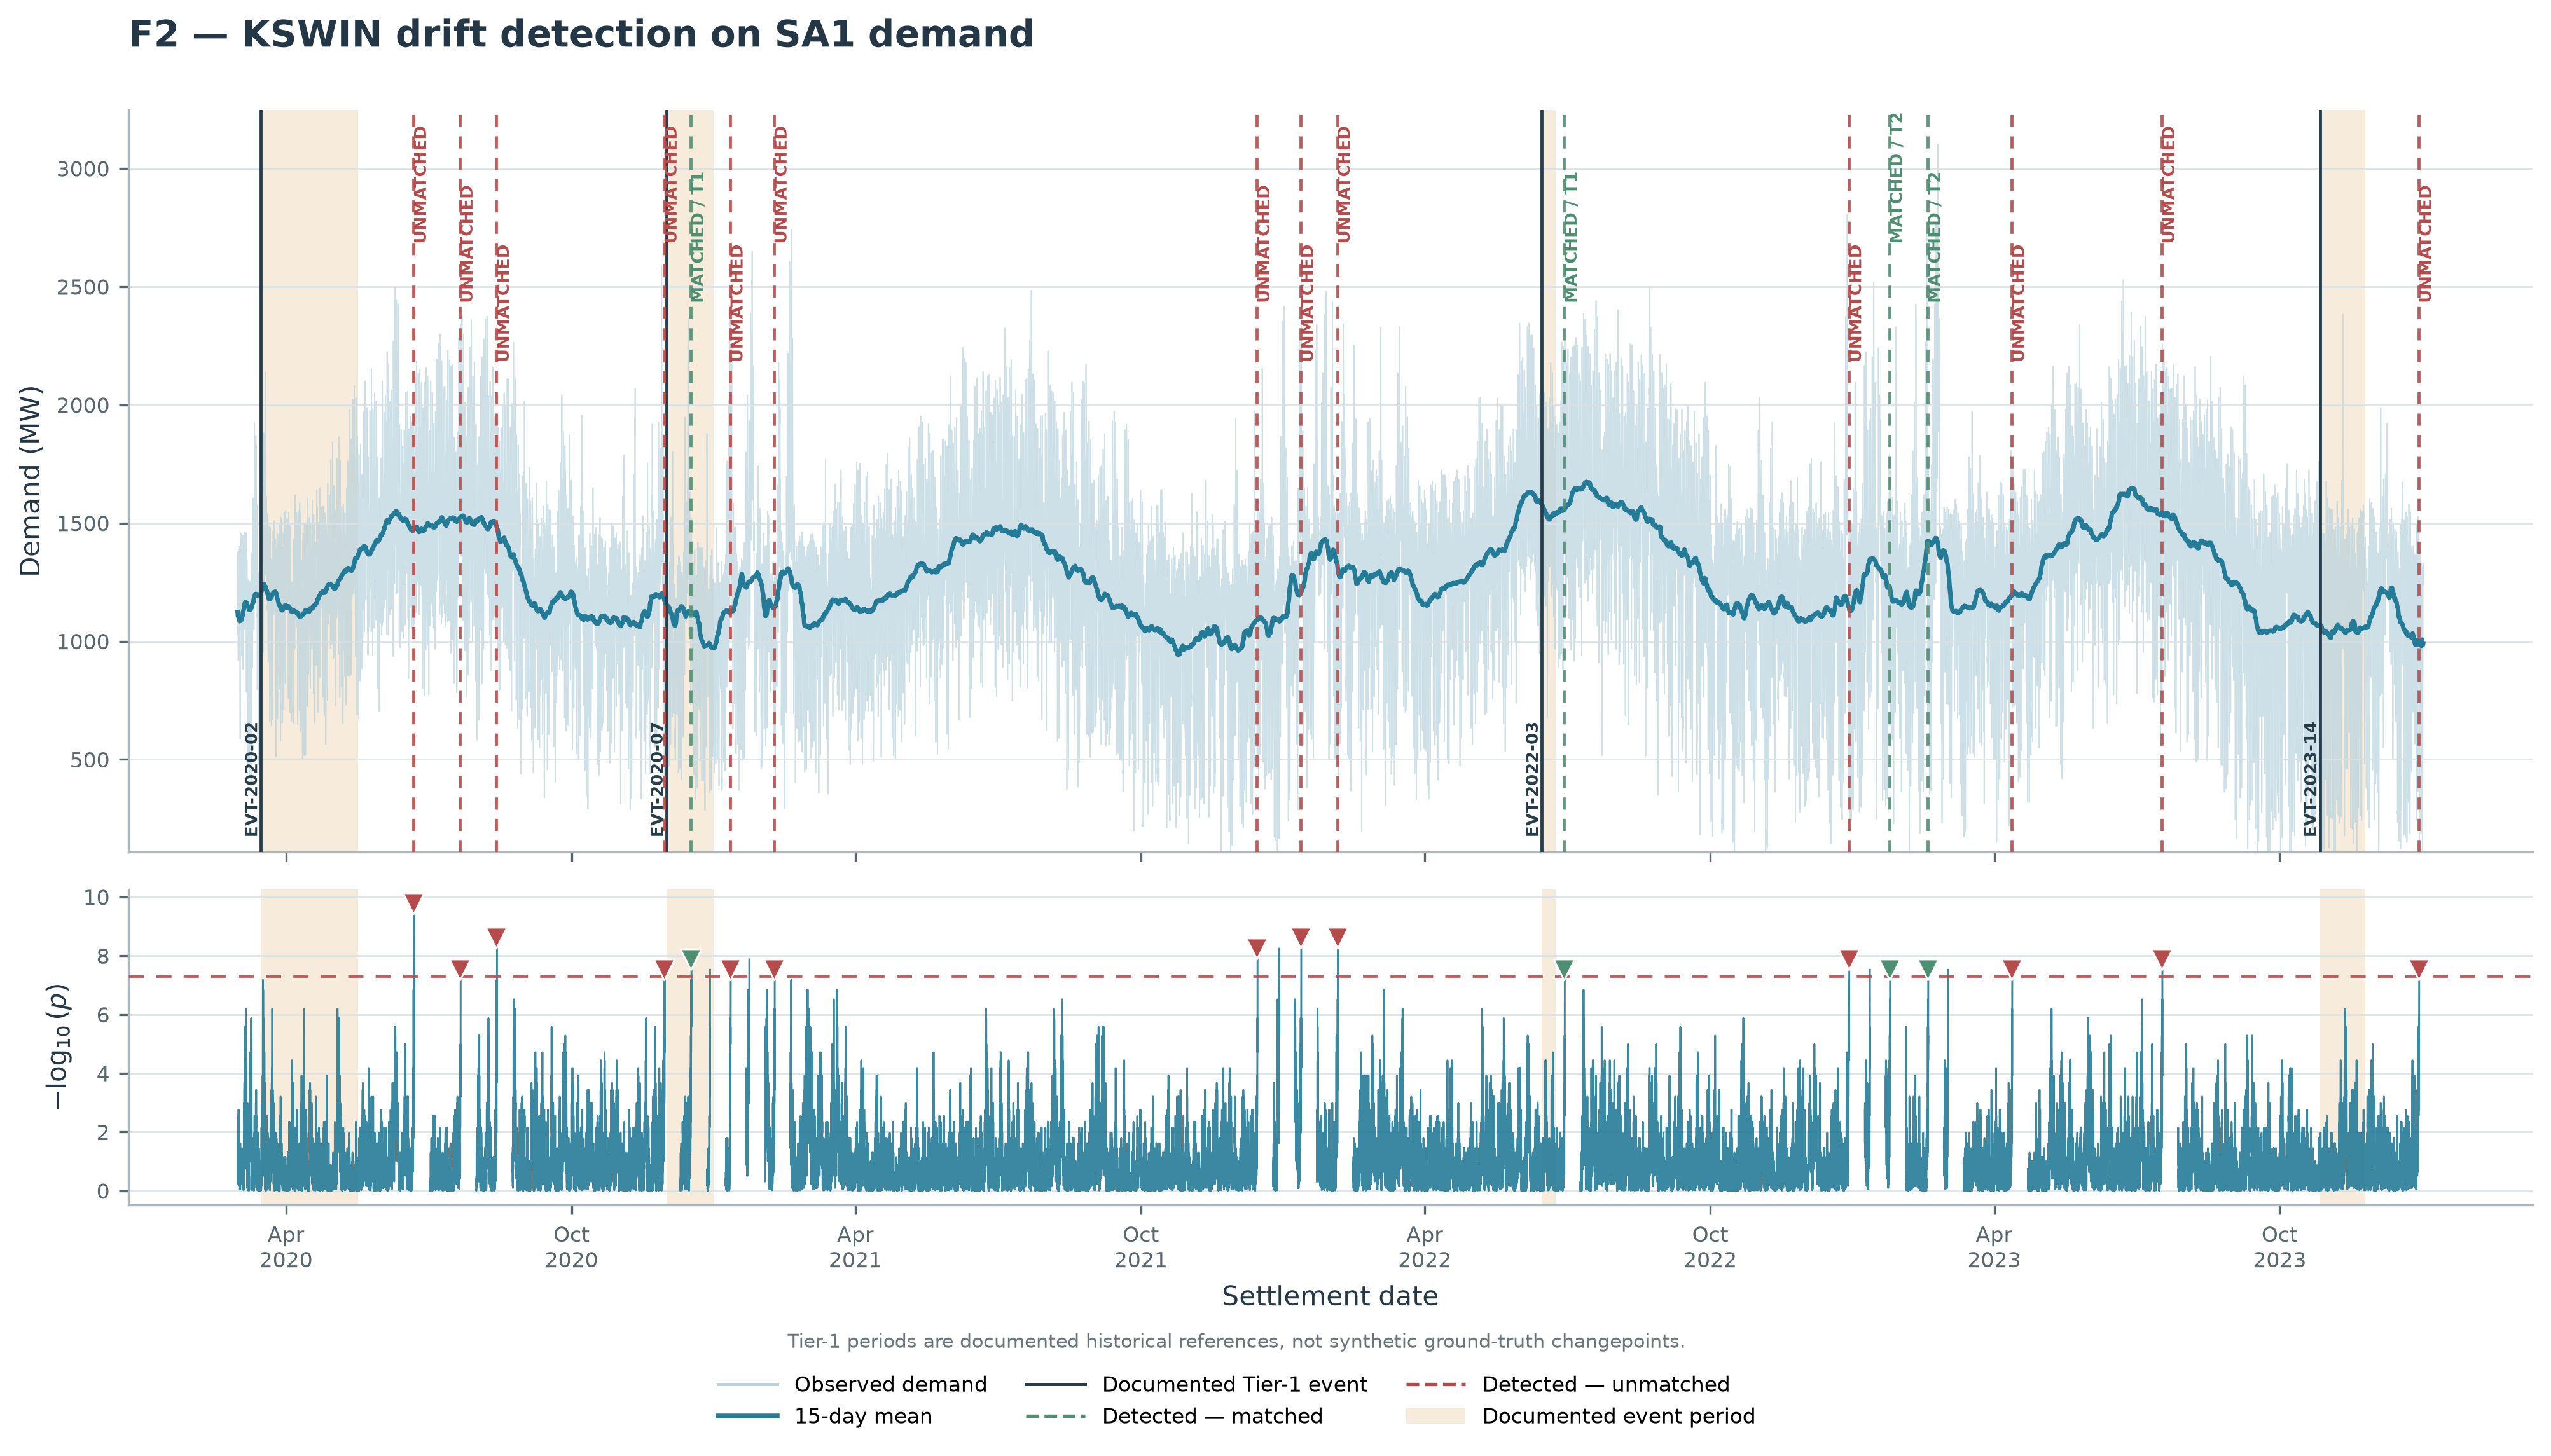 F2 — KSWIN drift detection on SA1 demand
Demand (MW)
3000
2500
2000
1500
1000
500
UNMATCHED
UNMATCHED
UNMATCHED
UNMATCHED
MATCHED / T1
UNMATCHED
UNMATCHED
UNMATCHED
UNMATCHED
UNMATCHED
MATCHED / T1
UNMATCHED
MATCHED / T2
MATCHED / T2
UNMATCHED
UNMATCHED
UNMATCHED
EVT-2020-02
EVT-2020-07
EVT-2022-03
EVT-2023-14
−log₁₀(p)
10
8
6
4
2
0
Apr
2020
Oct
2020
Apr
2021
Oct
2021
Apr
2022
Oct
2022
Apr
2023
Oct
2023
Settlement date
Tier-1 periods are documented historical references, not synthetic ground-truth changepoints.
Observed demand
15-day mean
Documented Tier-1 event
Detected — matched
Detected — unmatched
Documented event period